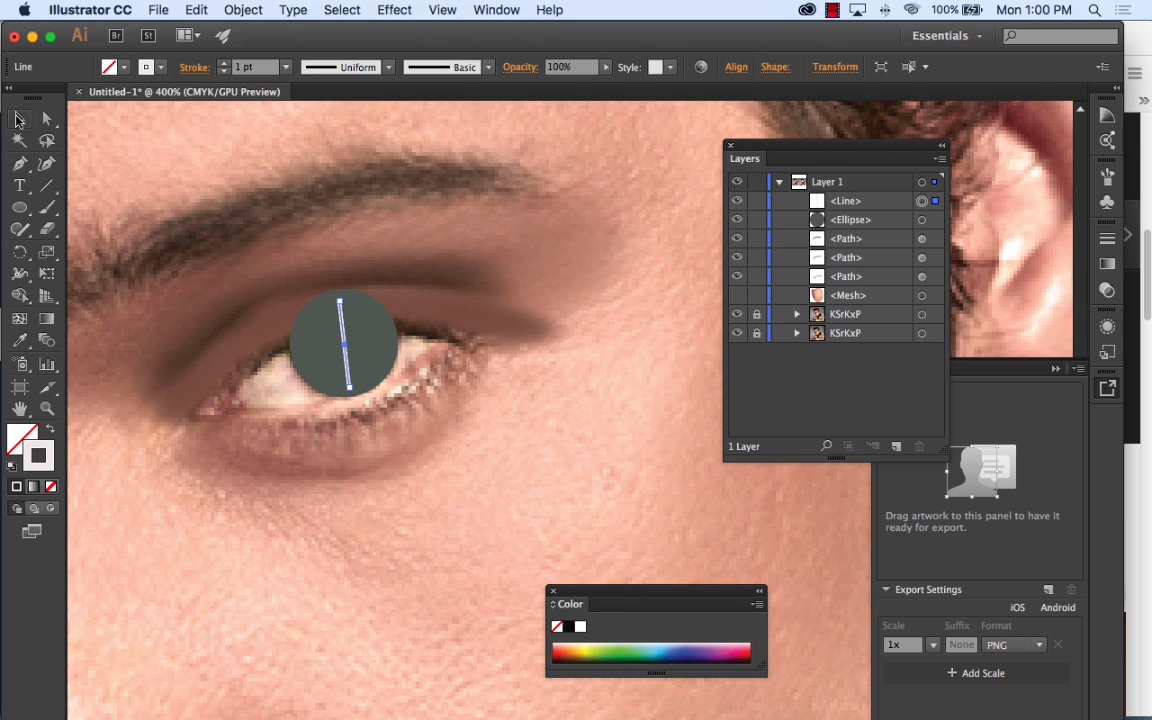 Illustrator CC File Edit Object Type Select Effect View Window Help 100% Mon 1:00 PM
Ai Br St Essentials
Line Stroke: 1 pt Uniform Basic Opacity: 100% Style: Align Shape: Transform
× Untitled-1* @ 400% (CMYK/GPU Preview)
Layers
Layer 1
<Line>
<Ellipse>
<Path>
<Path>
<Path>
<Mesh>
KSrKxP
KSrKxP
1 Layer
Drag artwork to this panel to have it
ready for export.
Export Settings
iOS Android
Scale Suffix Format
1x None PNG
+ Add Scale
Color